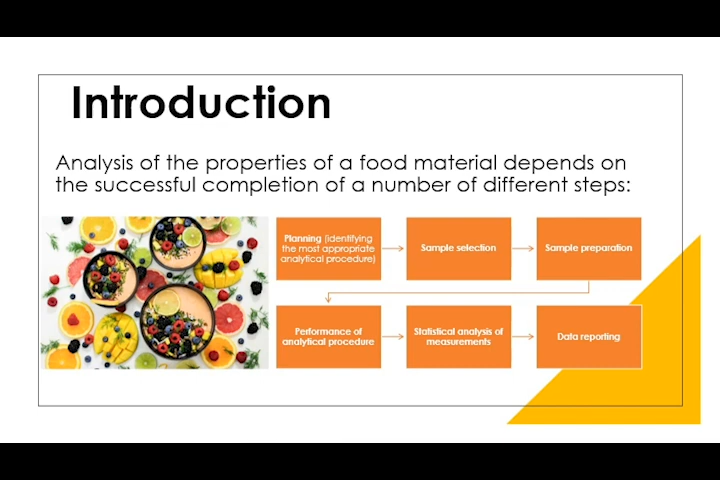 Introduction
Analysis of the properties of a food material depends on
the successful completion of a number of different steps:
Planning (identifying
the most appropriate
analytical procedure)
Sample selection
Sample preparation
Performance of
analytical procedure
Statistical analysis of
measurements
Data reporting